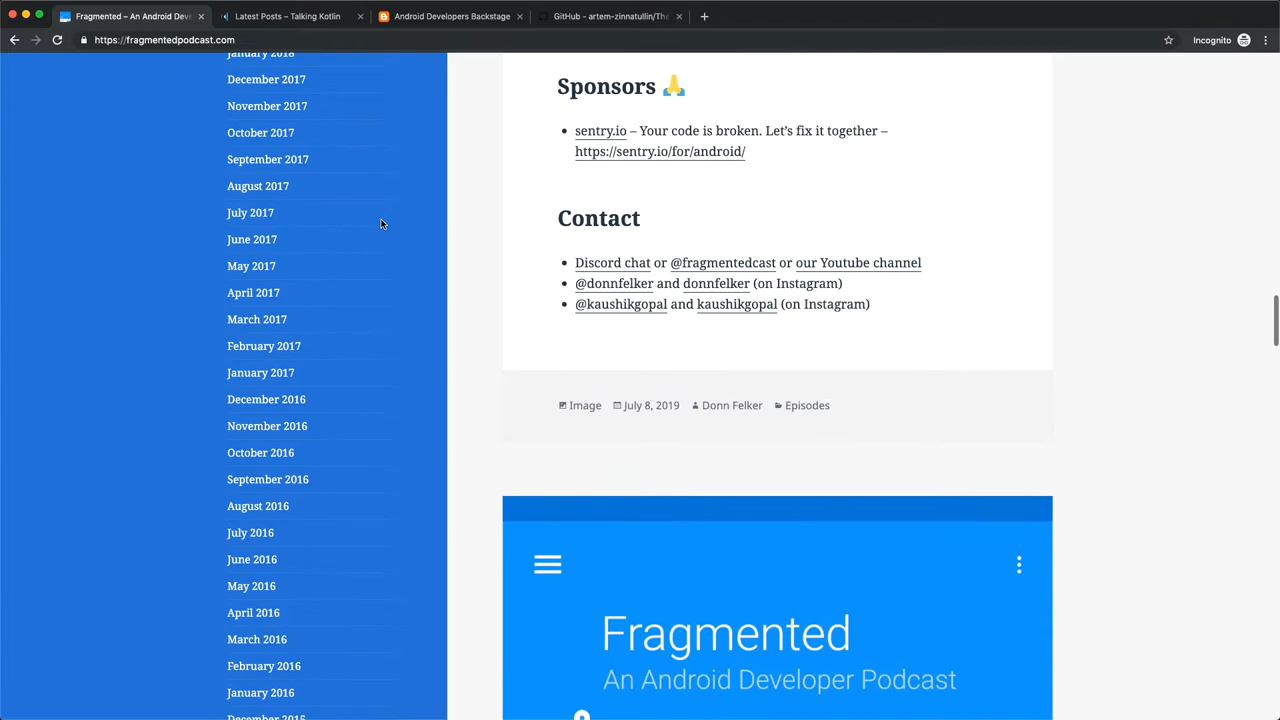 Fragmented – An Android Dev
Latest Posts – Talking Kotlin
Android Developers Backstage
GitHub - artem-zinnatullin/The
https://fragmentedpodcast.com
Incognito
January 2018
December 2017
November 2017
October 2017
September 2017
August 2017
July 2017
June 2017
May 2017
April 2017
March 2017
February 2017
January 2017
December 2016
November 2016
October 2016
September 2016
August 2016
July 2016
June 2016
May 2016
April 2016
March 2016
February 2016
January 2016
December 2015
Sponsors 🙏
sentry.io – Your code is broken. Let’s fix it together –
https://sentry.io/for/android/
Contact
Discord chat or @fragmentedcast or our Youtube channel
@donnfelker and donnfelker (on Instagram)
@kaushikgopal and kaushikgopal (on Instagram)
Image July 8, 2019 Donn Felker Episodes
Fragmented
An Android Developer Podcast